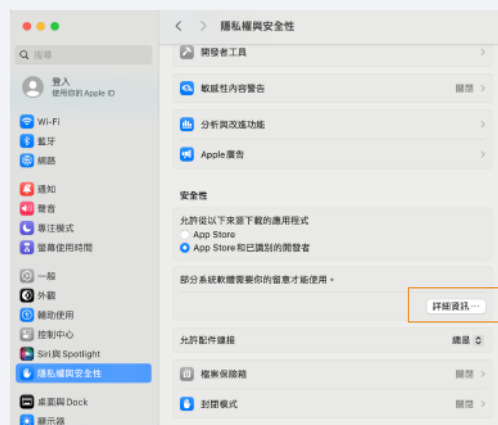 隱私權與安全性
搜尋
登入
使用你的 Apple ID
Wi-Fi
藍牙
網路
通知
聲音
專注模式
螢幕使用時間
一般
外觀
輔助使用
控制中心
Siri 與 Spotlight
隱私權與安全性
桌面與 Dock
顯示器
開發者工具
敏感性內容警告
關閉
分析與改進功能
Apple 廣告
安全性
允許從以下來源下載的應用程式
App Store
App Store 和已識別的開發者
部分系統軟體需要你的留意才能使用。
詳細資訊⋯
允許配件連接
總是
檔案保險箱
關閉
封閉模式
關閉